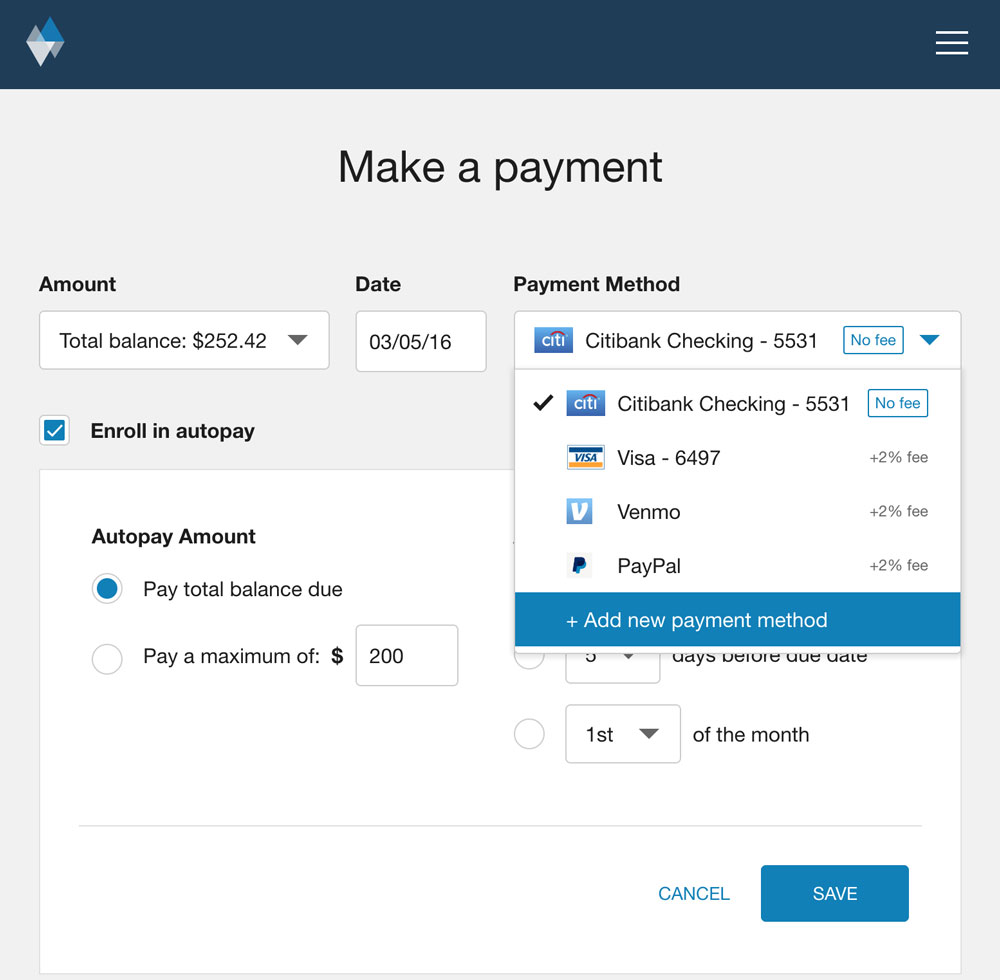 Make a payment
Amount
Date
Payment Method
Total balance: $252.42
03/05/16
citi Citibank Checking - 5531 No fee
citi Citibank Checking - 5531 No fee
VISA Visa - 6497 +2% fee
Venmo +2% fee
PayPal +2% fee
+ Add new payment method
Enroll in autopay
Autopay Amount
Pay total balance due
Pay a maximum of: $ 200
5 days before due date
1st of the month
CANCEL
SAVE